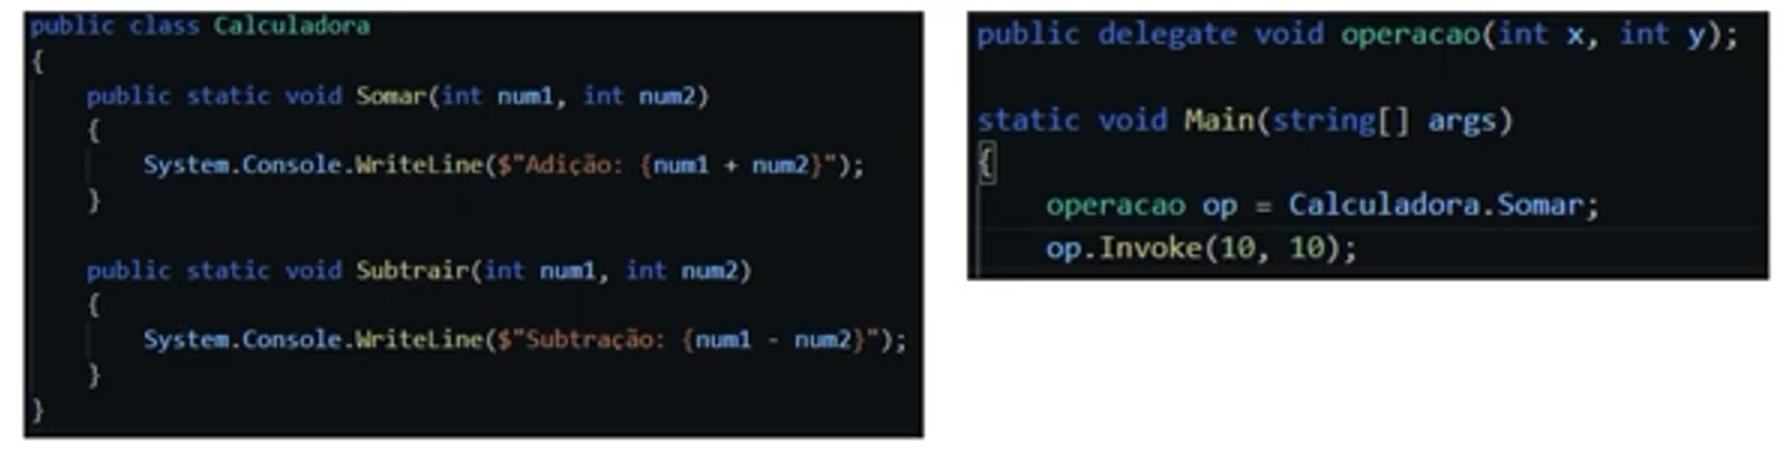 public class Calculadora
{
    public static void Somar(int num1, int num2)
    {
        System.Console.WriteLine($"Adição: {num1 + num2}");
    }

    public static void Subtrair(int num1, int num2)
    {
        System.Console.WriteLine($"Subtração: {num1 - num2}");
    }
}
public delegate void operacao(int x, int y);

static void Main(string[] args)
{
    operacao op = Calculadora.Somar;
    op.Invoke(10, 10);